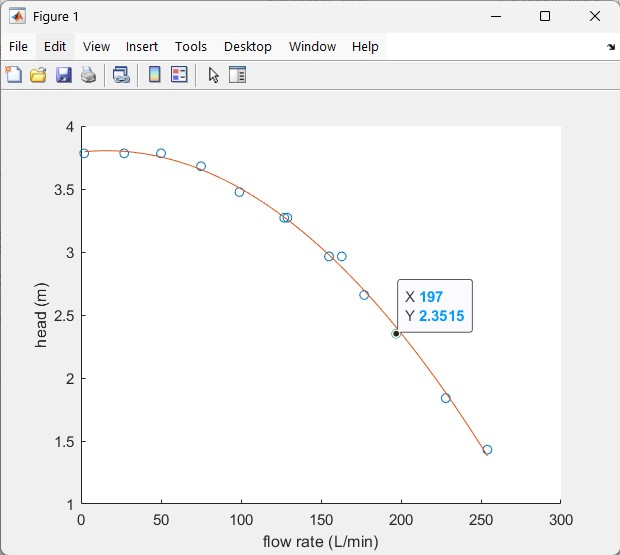 Figure 1
File Edit View Insert Tools Desktop Window Help
4
3.5
3
2.5
2
1.5
1
head (m)
X 197
Y 2.3515
0 50 100 150 200 250 300
flow rate (L/min)